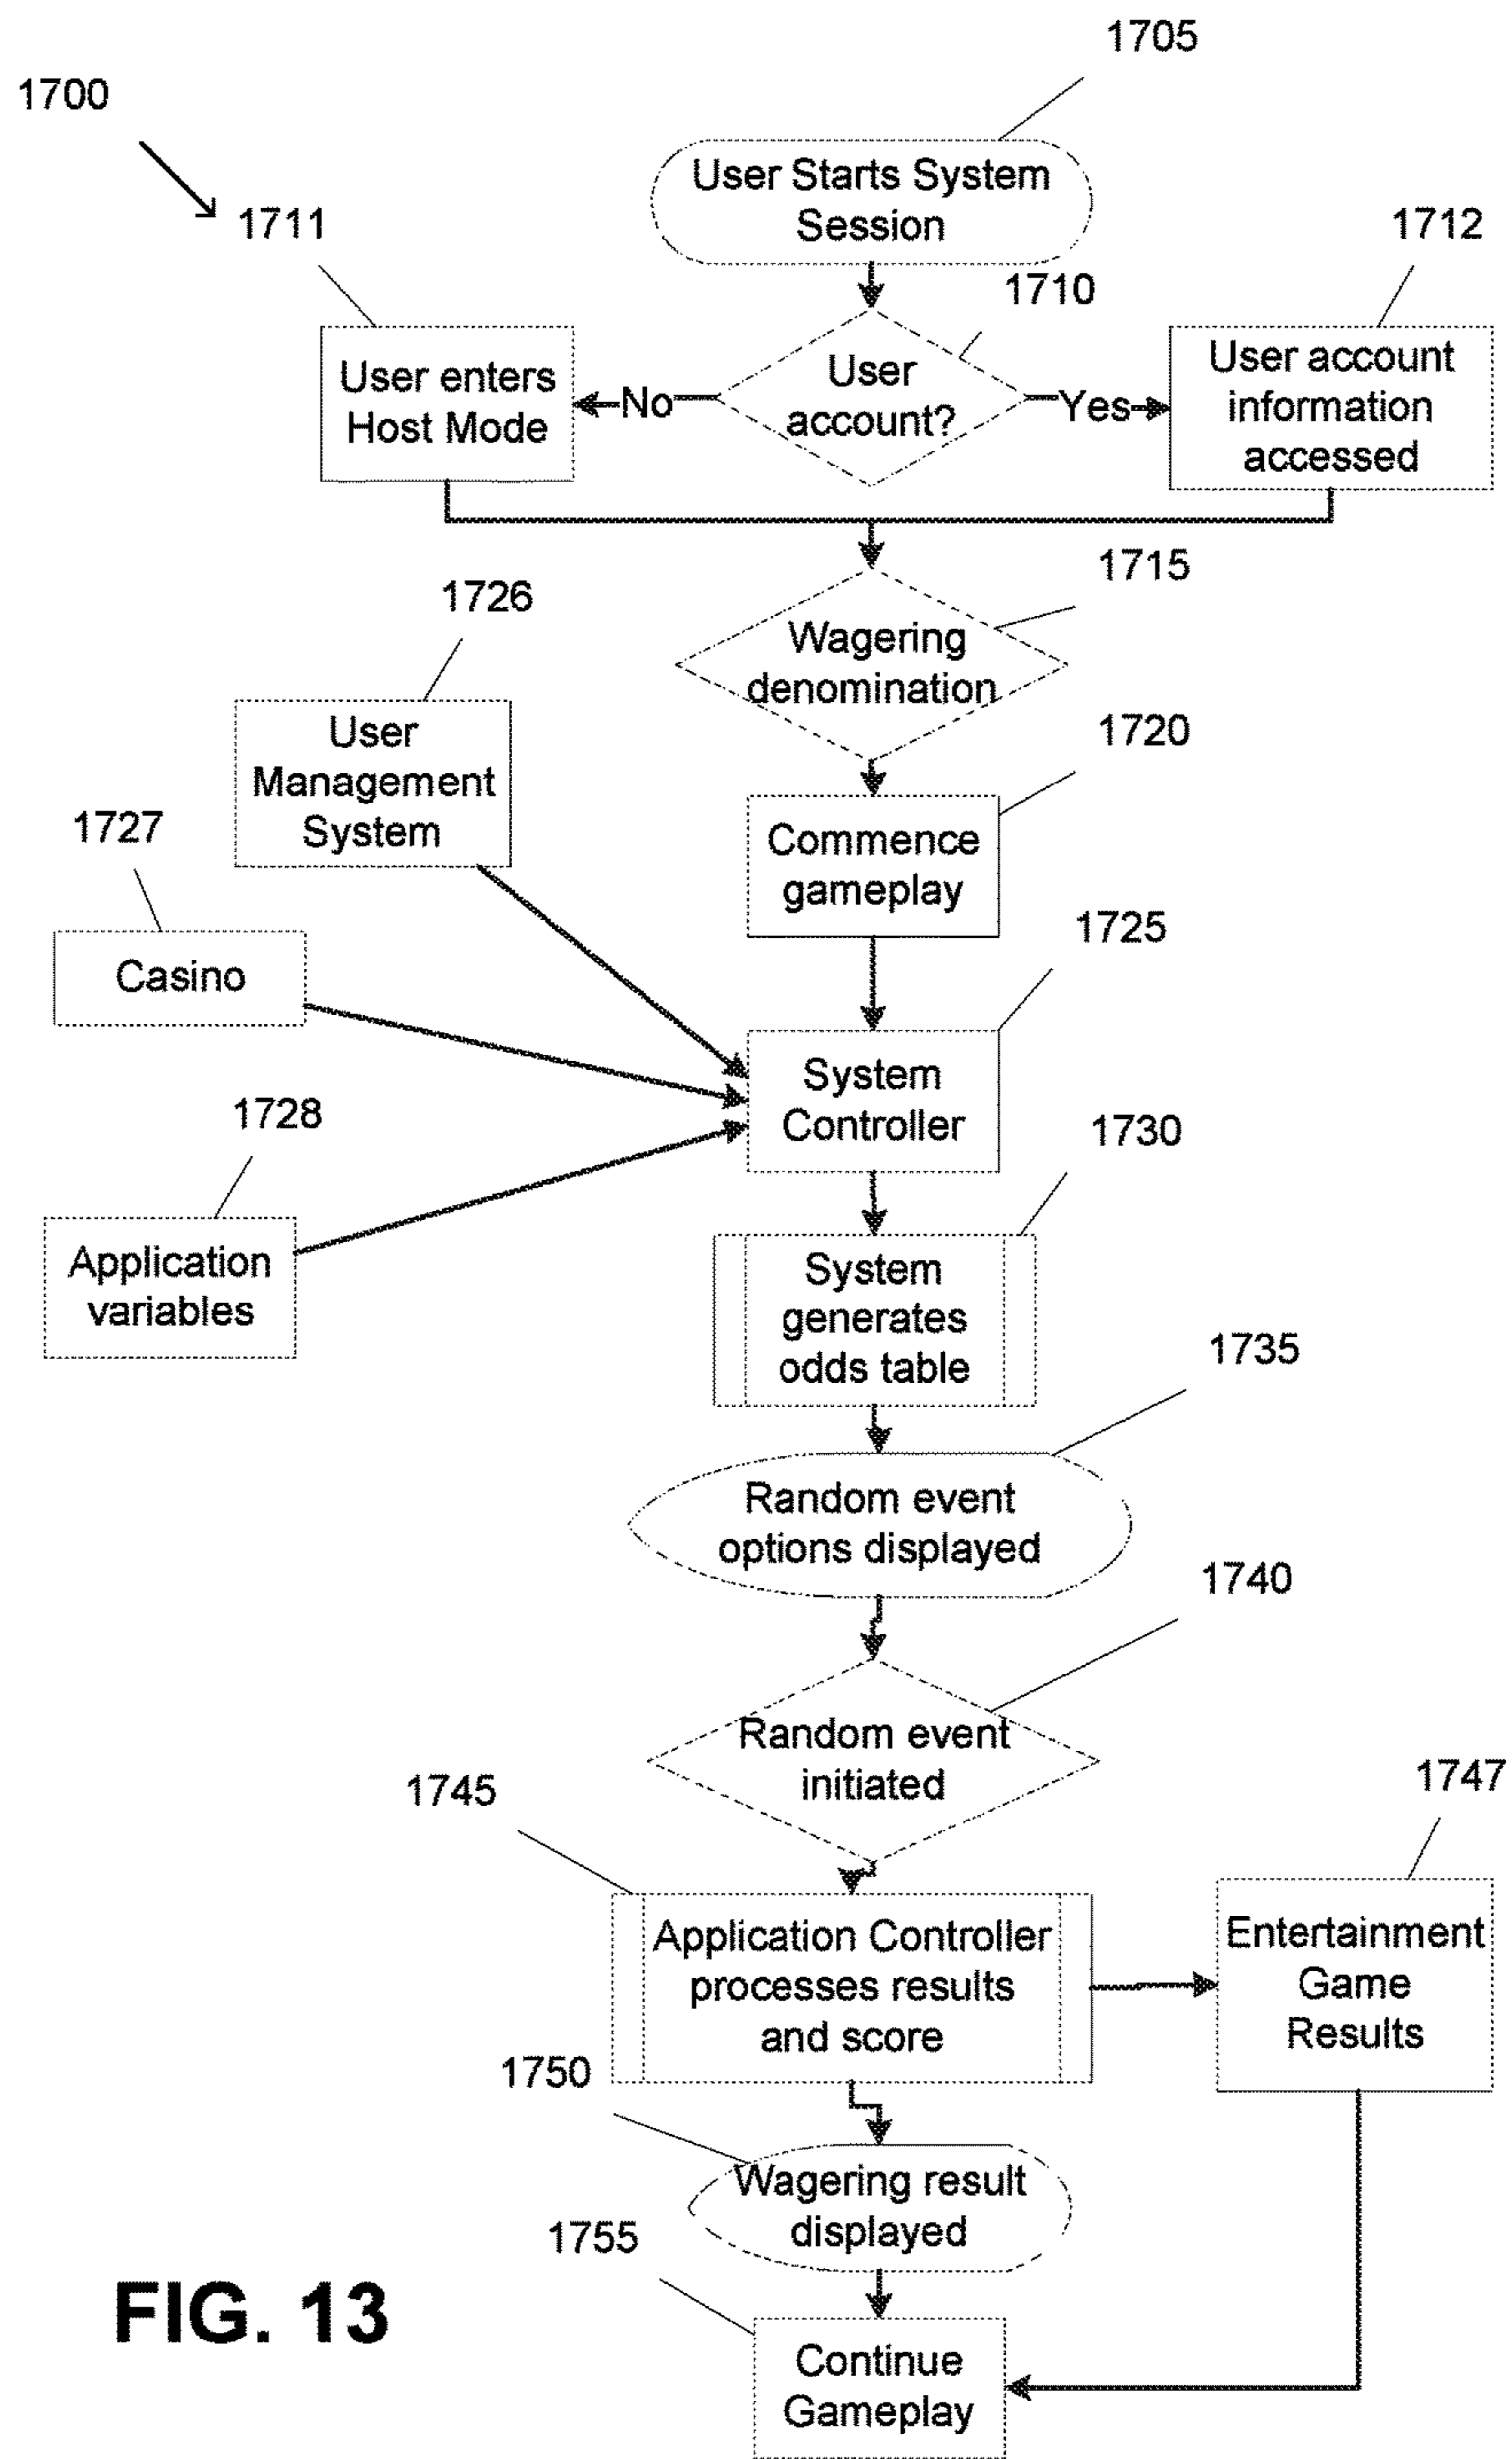 1705
1700
User Starts System
Session
1711
1712
1710
User enters
Host Mode
No
User
account?
Yes
User account
information
accessed
1715
Wagering
denomination
1726
User
Management
System
1720
Commence
gameplay
1727
Casino
1725
System
Controller
1728
Application
variables
1730
System
generates
odds table
1735
Random event
options displayed
1740
Random event
initiated
1745
1747
Application Controller
processes results
and score
Entertainment
Game
Results
1750
Wagering result
displayed
1755
Continue
Gameplay
FIG. 13